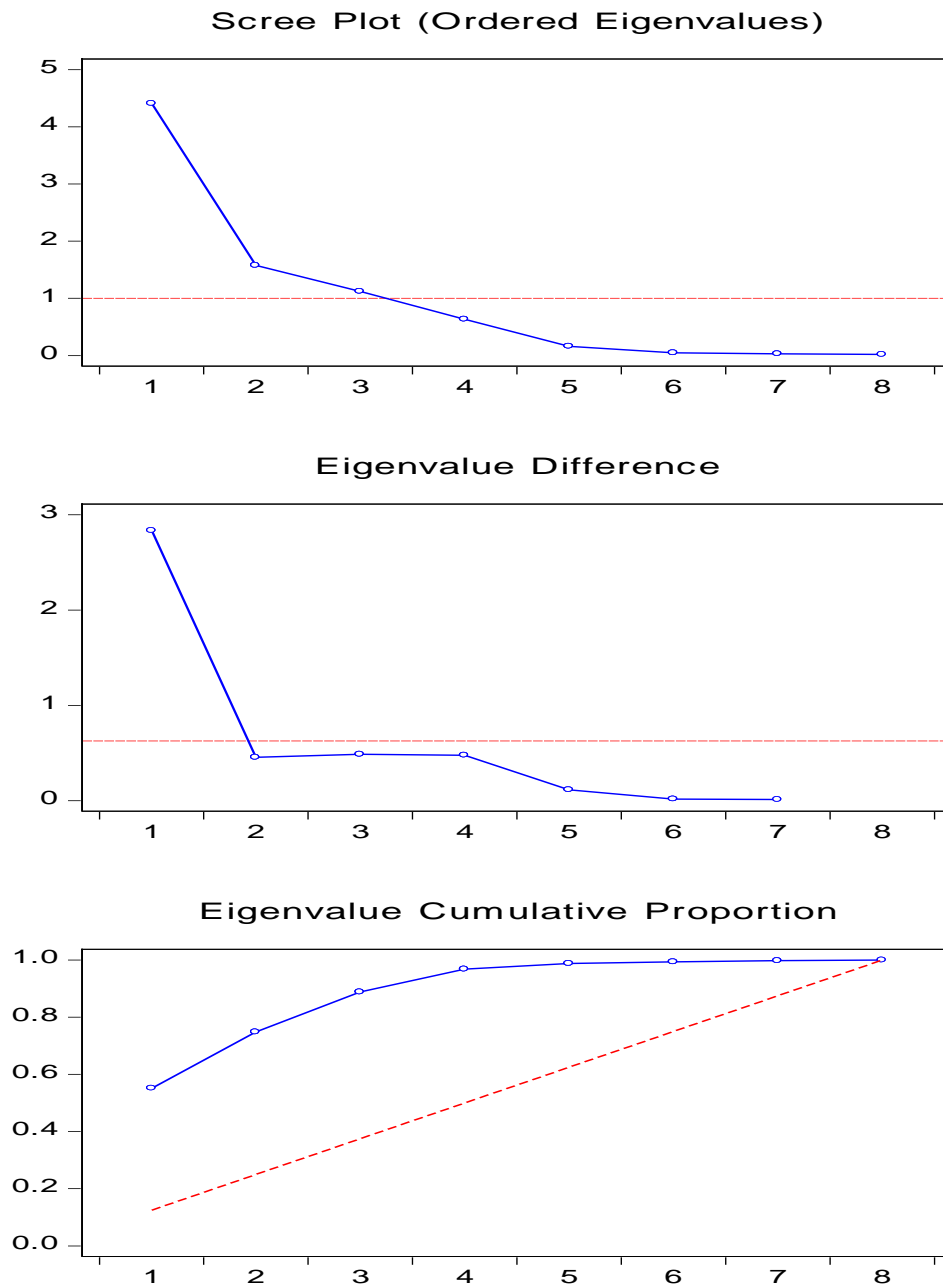 Scree Plot (Ordered Eigenvalues)
5
4
3
2
1
0
1 2 3 4 5 6 7 8
Eigenvalue Difference
3
2
1
0
1 2 3 4 5 6 7 8
Eigenvalue Cumulative Proportion
1.0
0.8
0.6
0.4
0.2
0.0
1 2 3 4 5 6 7 8